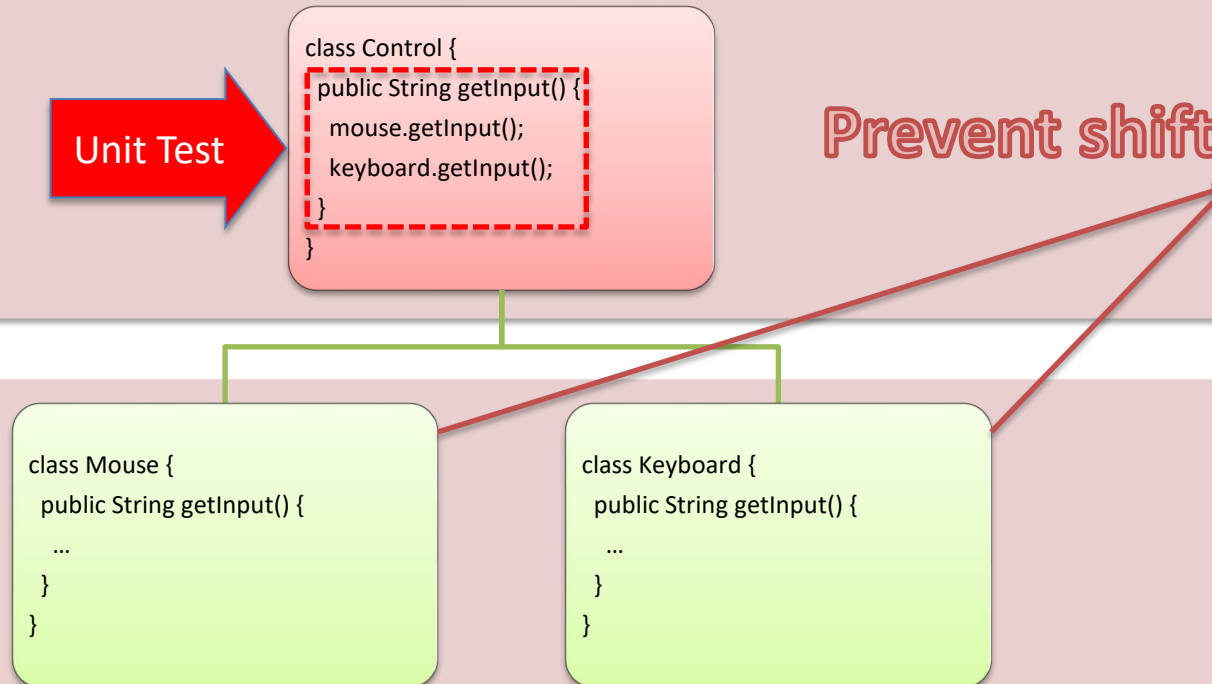 class Control {
public String getInput() {
mouse.getInput();
keyboard.getInput();
}
}
Unit Test
Prevent shift
class Mouse {
public String getInput() {
…
}
}
class Keyboard {
public String getInput() {
…
}
}